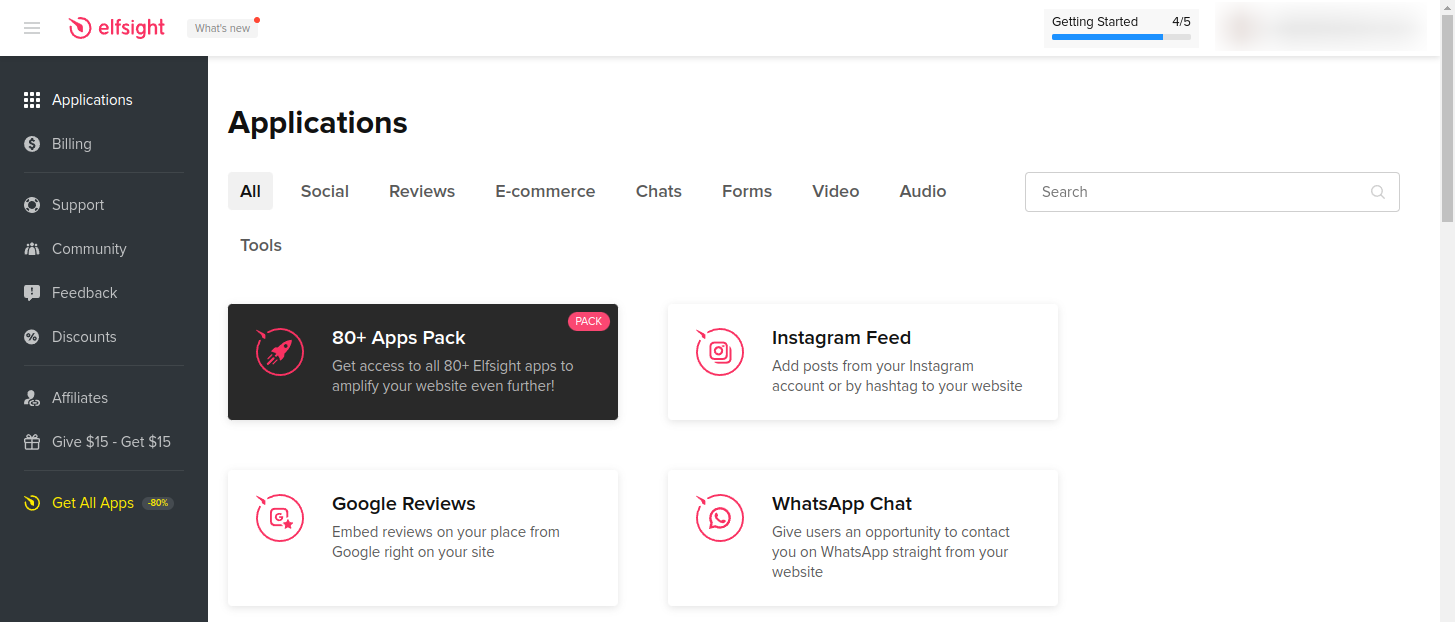 elfsight
What's new
Getting Started 4/5
Applications
Billing
Support
Community
Feedback
Discounts
Affiliates
Give $15 - Get $15
Get All Apps -80%
Applications
All Social Reviews E-commerce Chats Forms Video Audio
Tools
Search
PACK
80+ Apps Pack
Get access to all 80+ Elfsight apps to
amplify your website even further!
Instagram Feed
Add posts from your Instagram
account or by hashtag to your website
Google Reviews
Embed reviews on your place from
Google right on your site
WhatsApp Chat
Give users an opportunity to contact
you on WhatsApp straight from your
website